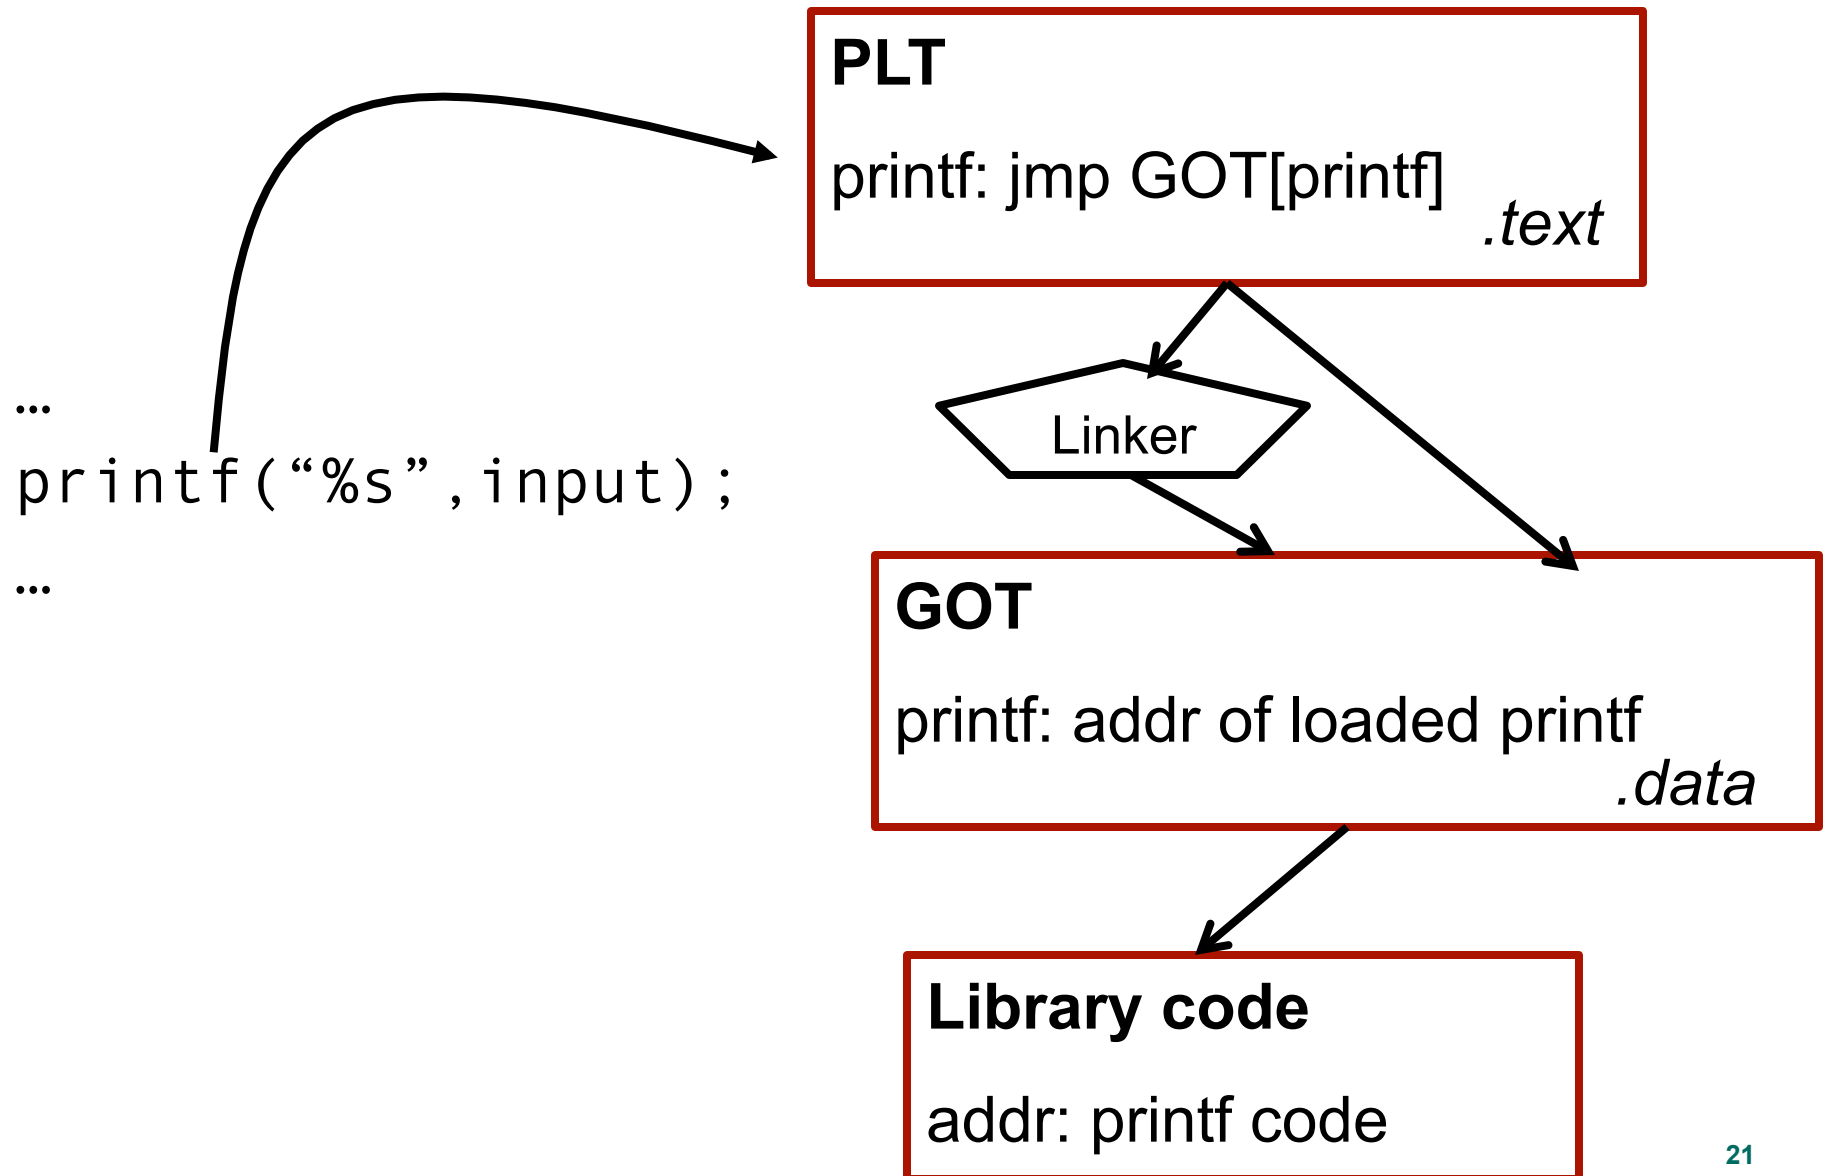 PLT
printf: jmp GOT[printf]
.text
Linker
…
printf(“%s”,input);
…
GOT
printf: addr of loaded printf
.data
Library code
addr: printf code
21